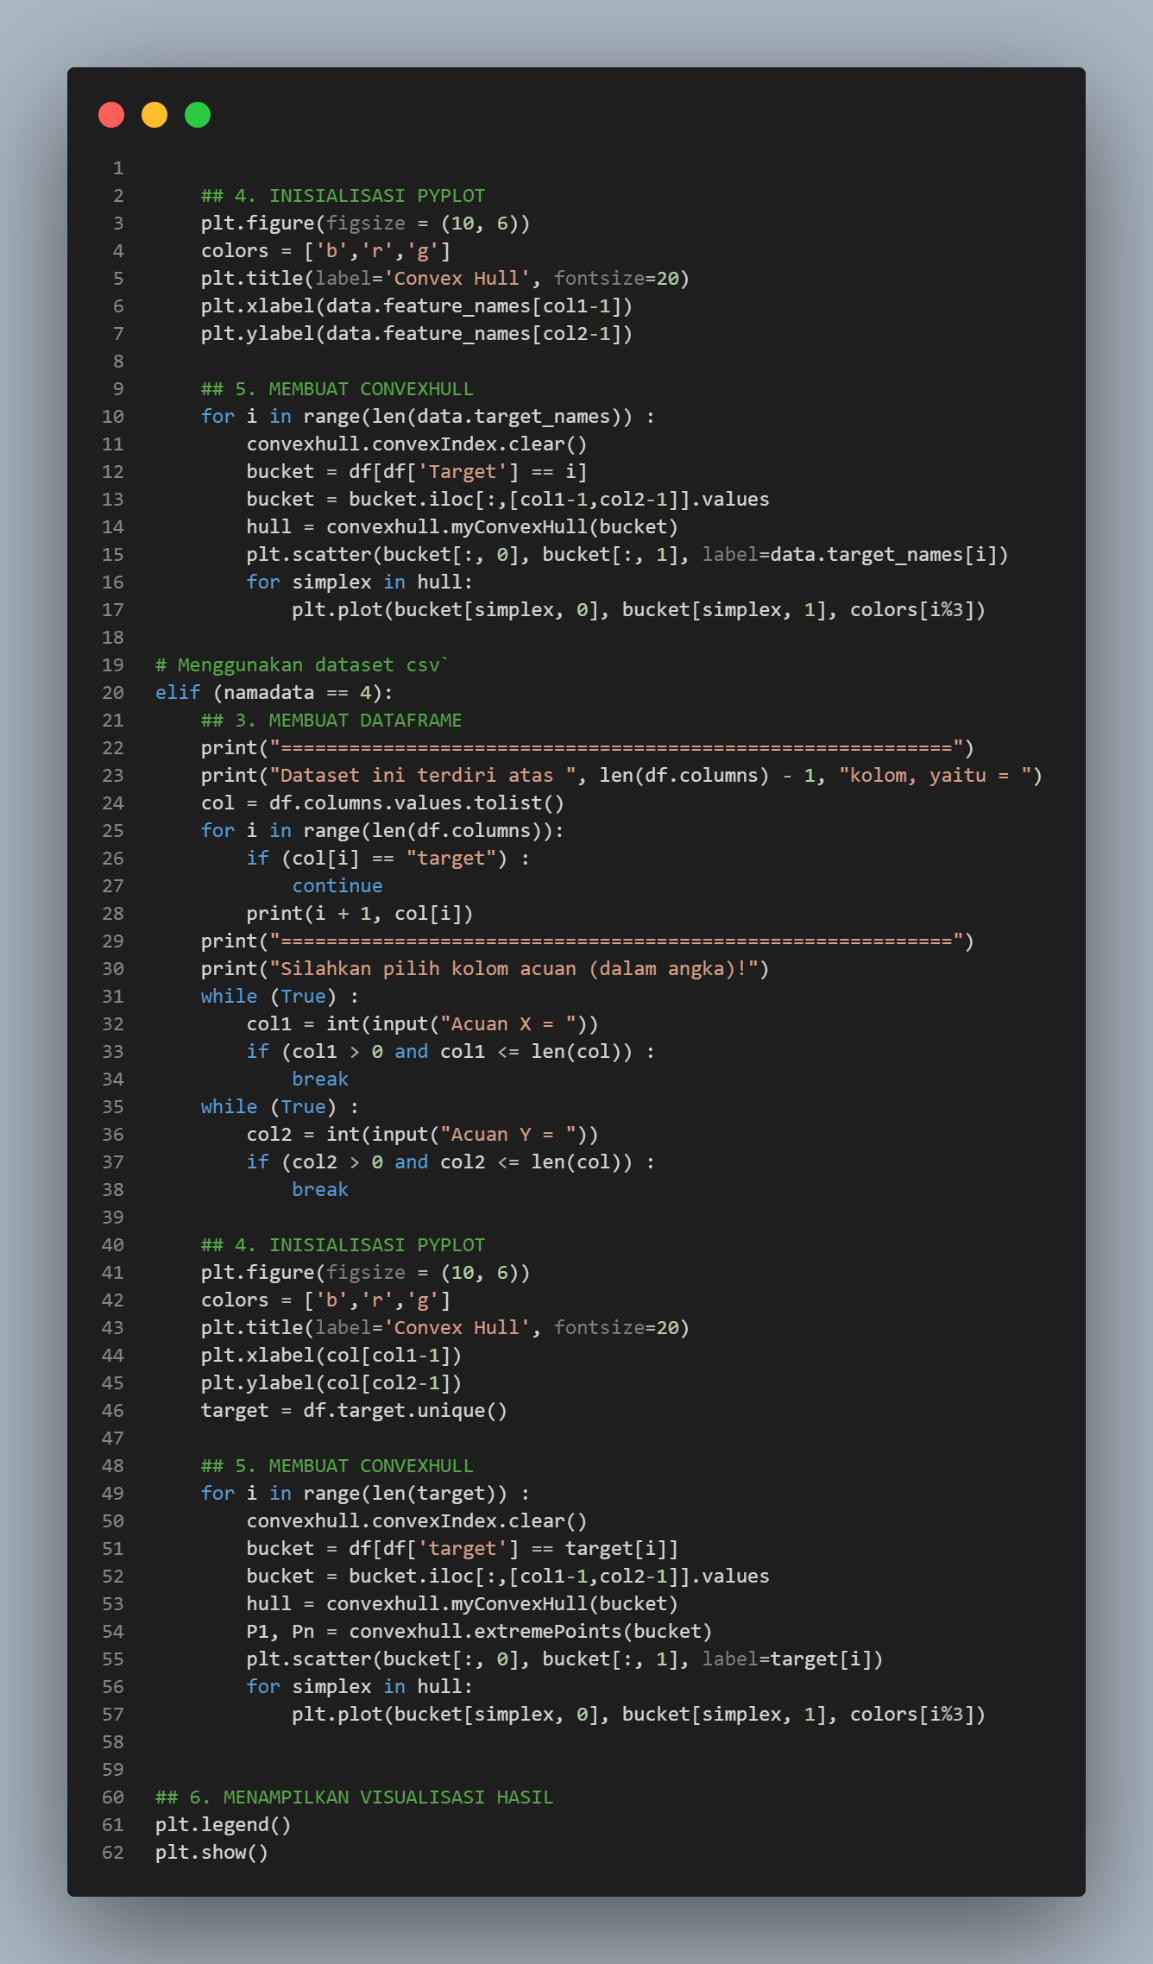 1
2     ## 4. INISIALISASI PYPLOT
3     plt.figure(figsize = (10, 6))
4     colors = ['b','r','g']
5     plt.title(label='Convex Hull', fontsize=20)
6     plt.xlabel(data.feature_names[col1-1])
7     plt.ylabel(data.feature_names[col2-1])
8
9     ## 5. MEMBUAT CONVEXHULL
10     for i in range(len(data.target_names)) :
11         convexhull.convexIndex.clear()
12         bucket = df[df['Target'] == i]
13         bucket = bucket.iloc[:,[col1-1,col2-1]].values
14         hull = convexhull.myConvexHull(bucket)
15         plt.scatter(bucket[:, 0], bucket[:, 1], label=data.target_names[i])
16         for simplex in hull:
17             plt.plot(bucket[simplex, 0], bucket[simplex, 1], colors[i%3])
18
19 # Menggunakan dataset csv`
20 elif (namadata == 4):
21     ## 3. MEMBUAT DATAFRAME
22     print("===========================================================")
23     print("Dataset ini terdiri atas ", len(df.columns) - 1, "kolom, yaitu = ")
24     col = df.columns.values.tolist()
25     for i in range(len(df.columns)):
26         if (col[i] == "target") :
27             continue
28         print(i + 1, col[i])
29     print("===========================================================")
30     print("Silahkan pilih kolom acuan (dalam angka)!")
31     while (True) :
32         col1 = int(input("Acuan X = "))
33         if (col1 > 0 and col1 <= len(col)) :
34             break
35     while (True) :
36         col2 = int(input("Acuan Y = "))
37         if (col2 > 0 and col2 <= len(col)) :
38             break
39
40     ## 4. INISIALISASI PYPLOT
41     plt.figure(figsize = (10, 6))
42     colors = ['b','r','g']
43     plt.title(label='Convex Hull', fontsize=20)
44     plt.xlabel(col[col1-1])
45     plt.ylabel(col[col2-1])
46     target = df.target.unique()
47
48     ## 5. MEMBUAT CONVEXHULL
49     for i in range(len(target)) :
50         convexhull.convexIndex.clear()
51         bucket = df[df['target'] == target[i]]
52         bucket = bucket.iloc[:,[col1-1,col2-1]].values
53         hull = convexhull.myConvexHull(bucket)
54         P1, Pn = convexhull.extremePoints(bucket)
55         plt.scatter(bucket[:, 0], bucket[:, 1], label=target[i])
56         for simplex in hull:
57             plt.plot(bucket[simplex, 0], bucket[simplex, 1], colors[i%3])
58
59
60 ## 6. MENAMPILKAN VISUALISASI HASIL
61 plt.legend()
62 plt.show()